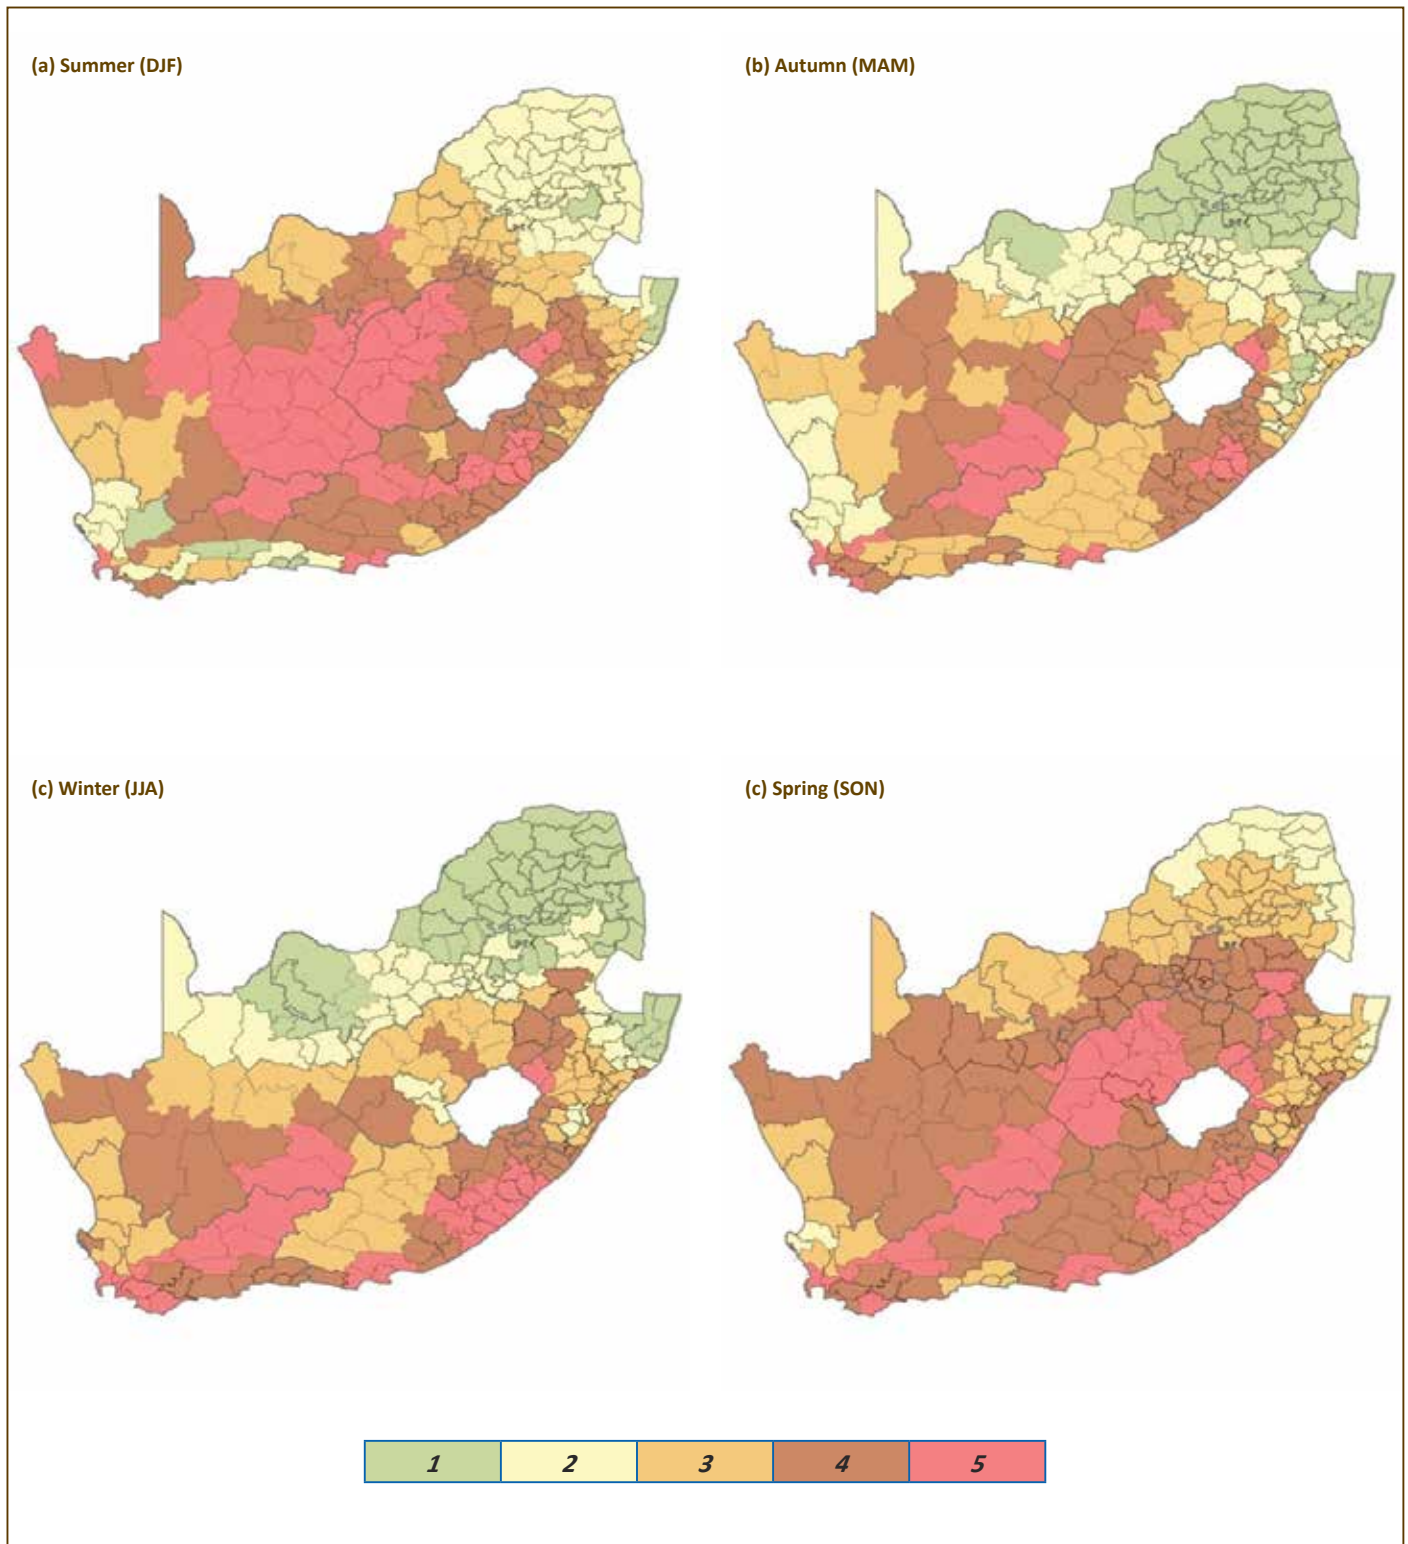 (a) Summer (DJF)
(b) Autumn (MAM)
(c) Winter (JJA)
(c) Spring (SON)
1 2 3 4 5